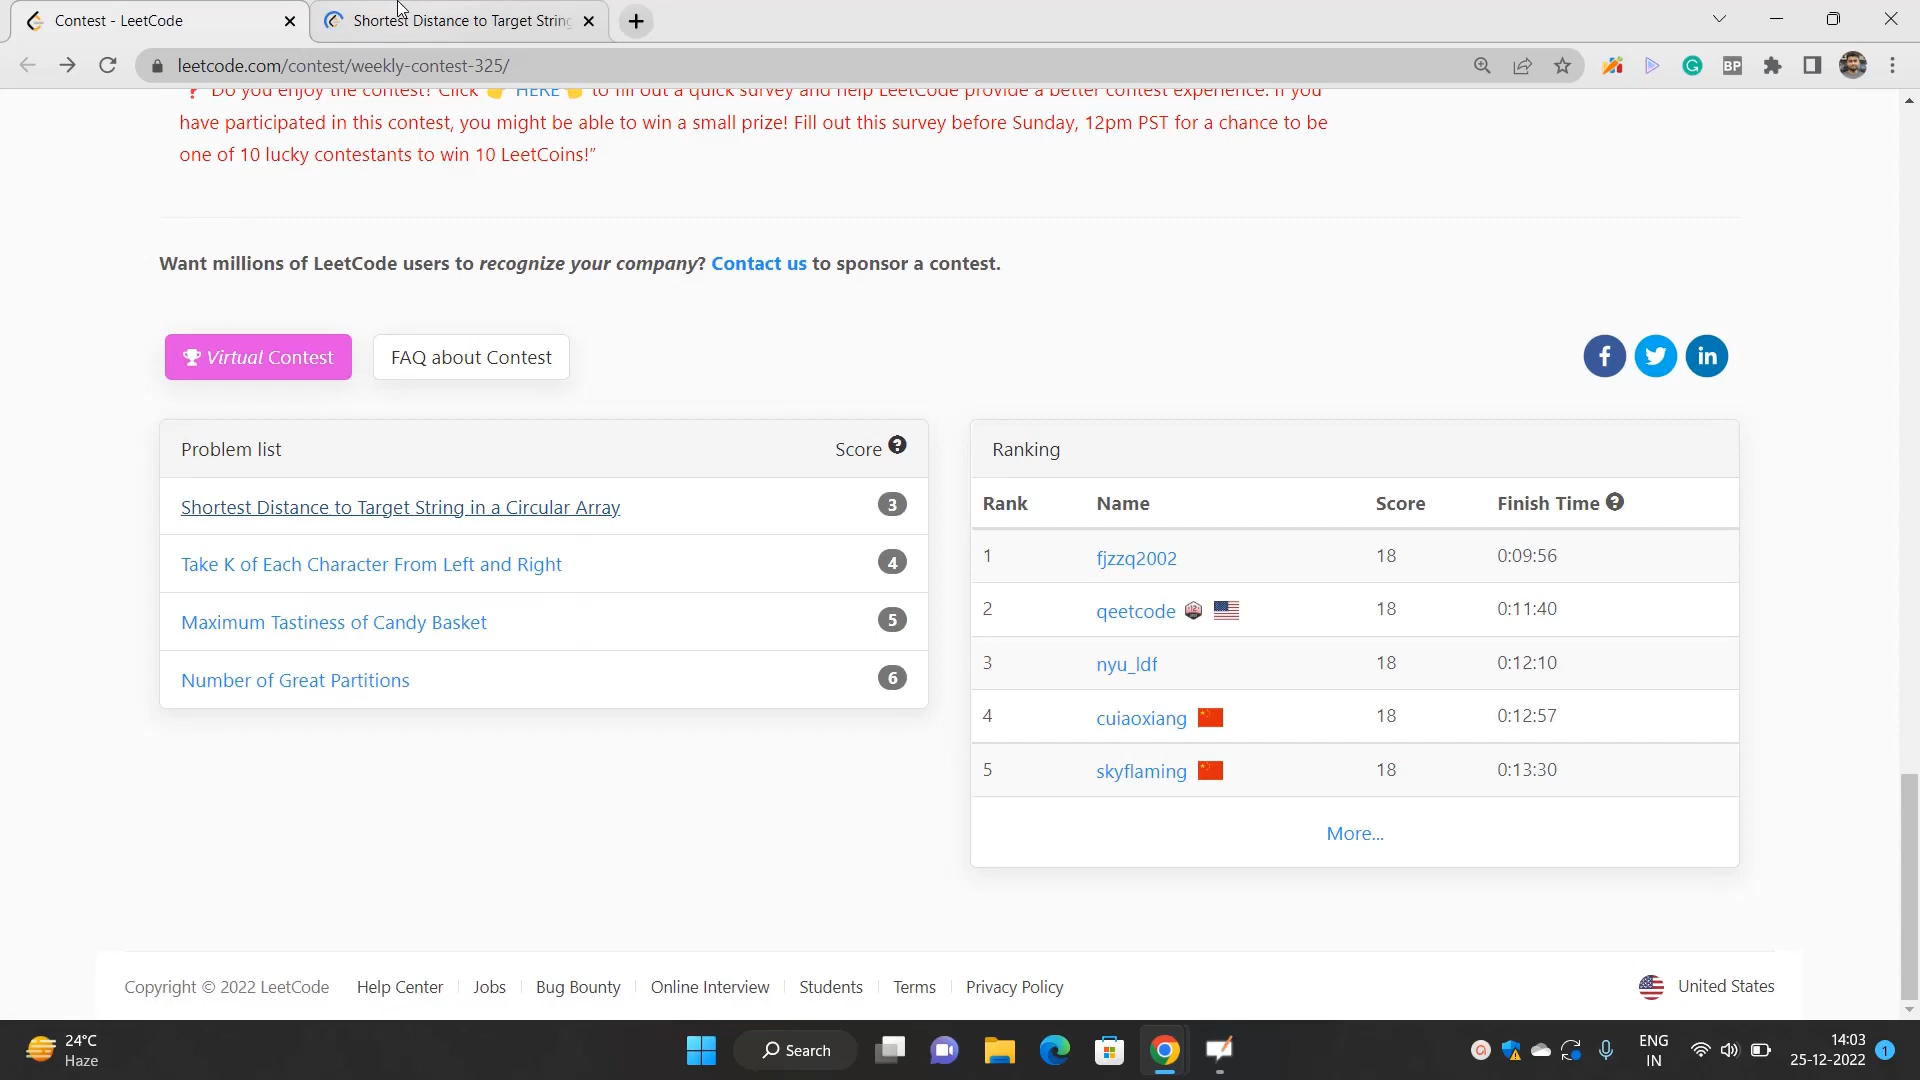 Contest - LeetCode
Shortest Distance to Target String
leetcode.com/contest/weekly-contest-325/
BP
? Do you enjoy the contest? Click 👉 HERE 👈 to fill out a quick survey and help LeetCode provide a better contest experience. If you
have participated in this contest, you might be able to win a small prize! Fill out this survey before Sunday, 12pm PST for a chance to be
one of 10 lucky contestants to win 10 LeetCoins!”
Want millions of LeetCode users to recognize your company? Contact us to sponsor a contest.
Virtual Contest
FAQ about Contest
Problem list Score
Shortest Distance to Target String in a Circular Array 3
Take K of Each Character From Left and Right 4
Maximum Tastiness of Candy Basket 5
Number of Great Partitions 6
Ranking
Rank Name Score Finish Time
1 fjzzq2002 18 0:09:56
2 qeetcode 18 0:11:40
3 nyu_ldf 18 0:12:10
4 cuiaoxiang 18 0:12:57
5 skyflaming 18 0:13:30
More...
Copyright © 2022 LeetCode Help Center Jobs Bug Bounty Online Interview Students Terms Privacy Policy United States
24°C
Haze
Search
ENG
IN
14:03
25-12-2022
1